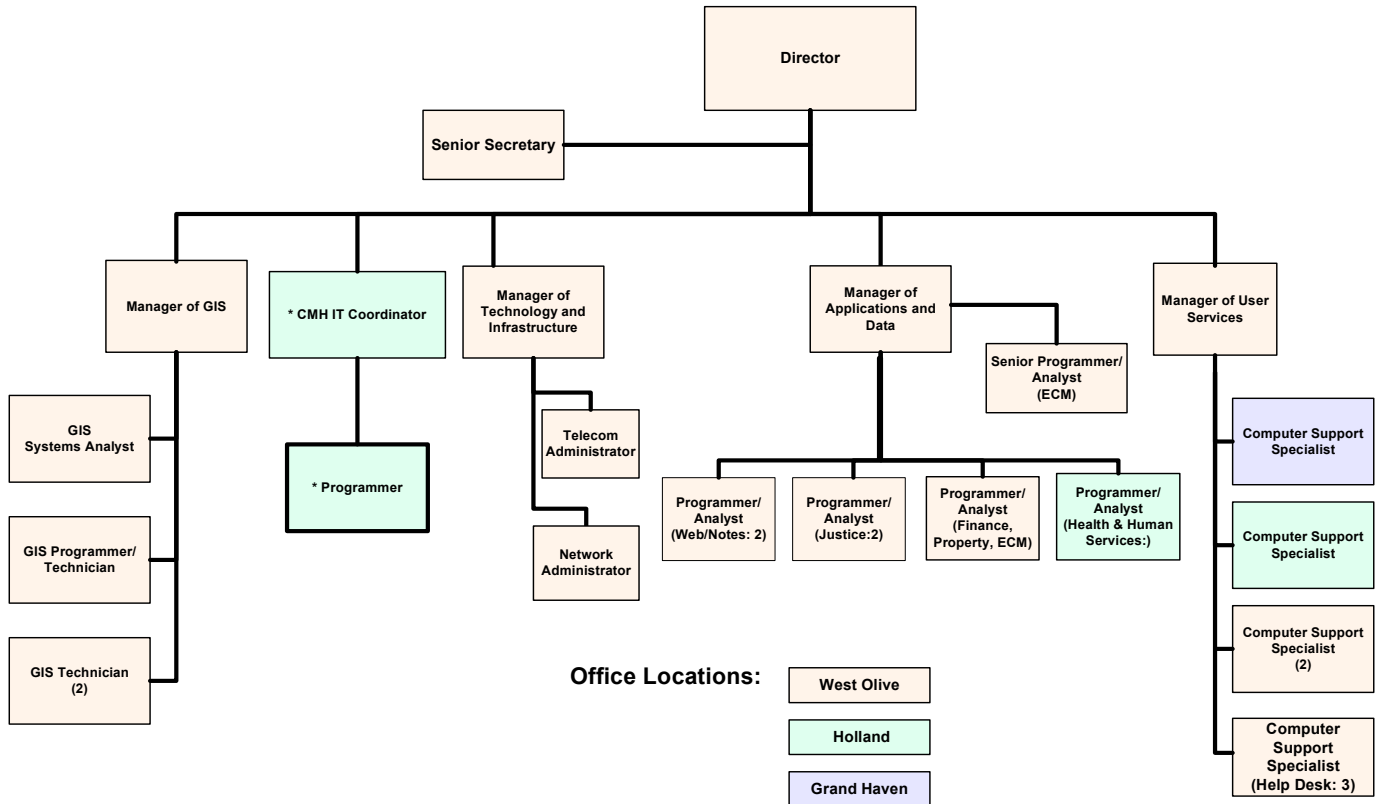 Director
Senior Secretary
Manager of GIS
* CMH IT Coordinator
Manager of
Technology and
Infrastructure
Manager of
Applications and
Data
Manager of User
Services
Senior Programmer/
Analyst
(ECM)
GIS
Systems Analyst
GIS Programmer/
Technician
GIS Technician
(2)
* Programmer
Telecom
Administrator
Network
Administrator
Programmer/
Analyst
(Web/Notes: 2)
Programmer/
Analyst
(Justice:2)
Programmer/
Analyst
(Finance,
Property, ECM)
Programmer/
Analyst
(Health & Human
Services:)
Computer Support
Specialist
Computer Support
Specialist
Computer Support
Specialist
(2)
Computer
Support
Specialist
(Help Desk: 3)
Office Locations:
West Olive
Holland
Grand Haven